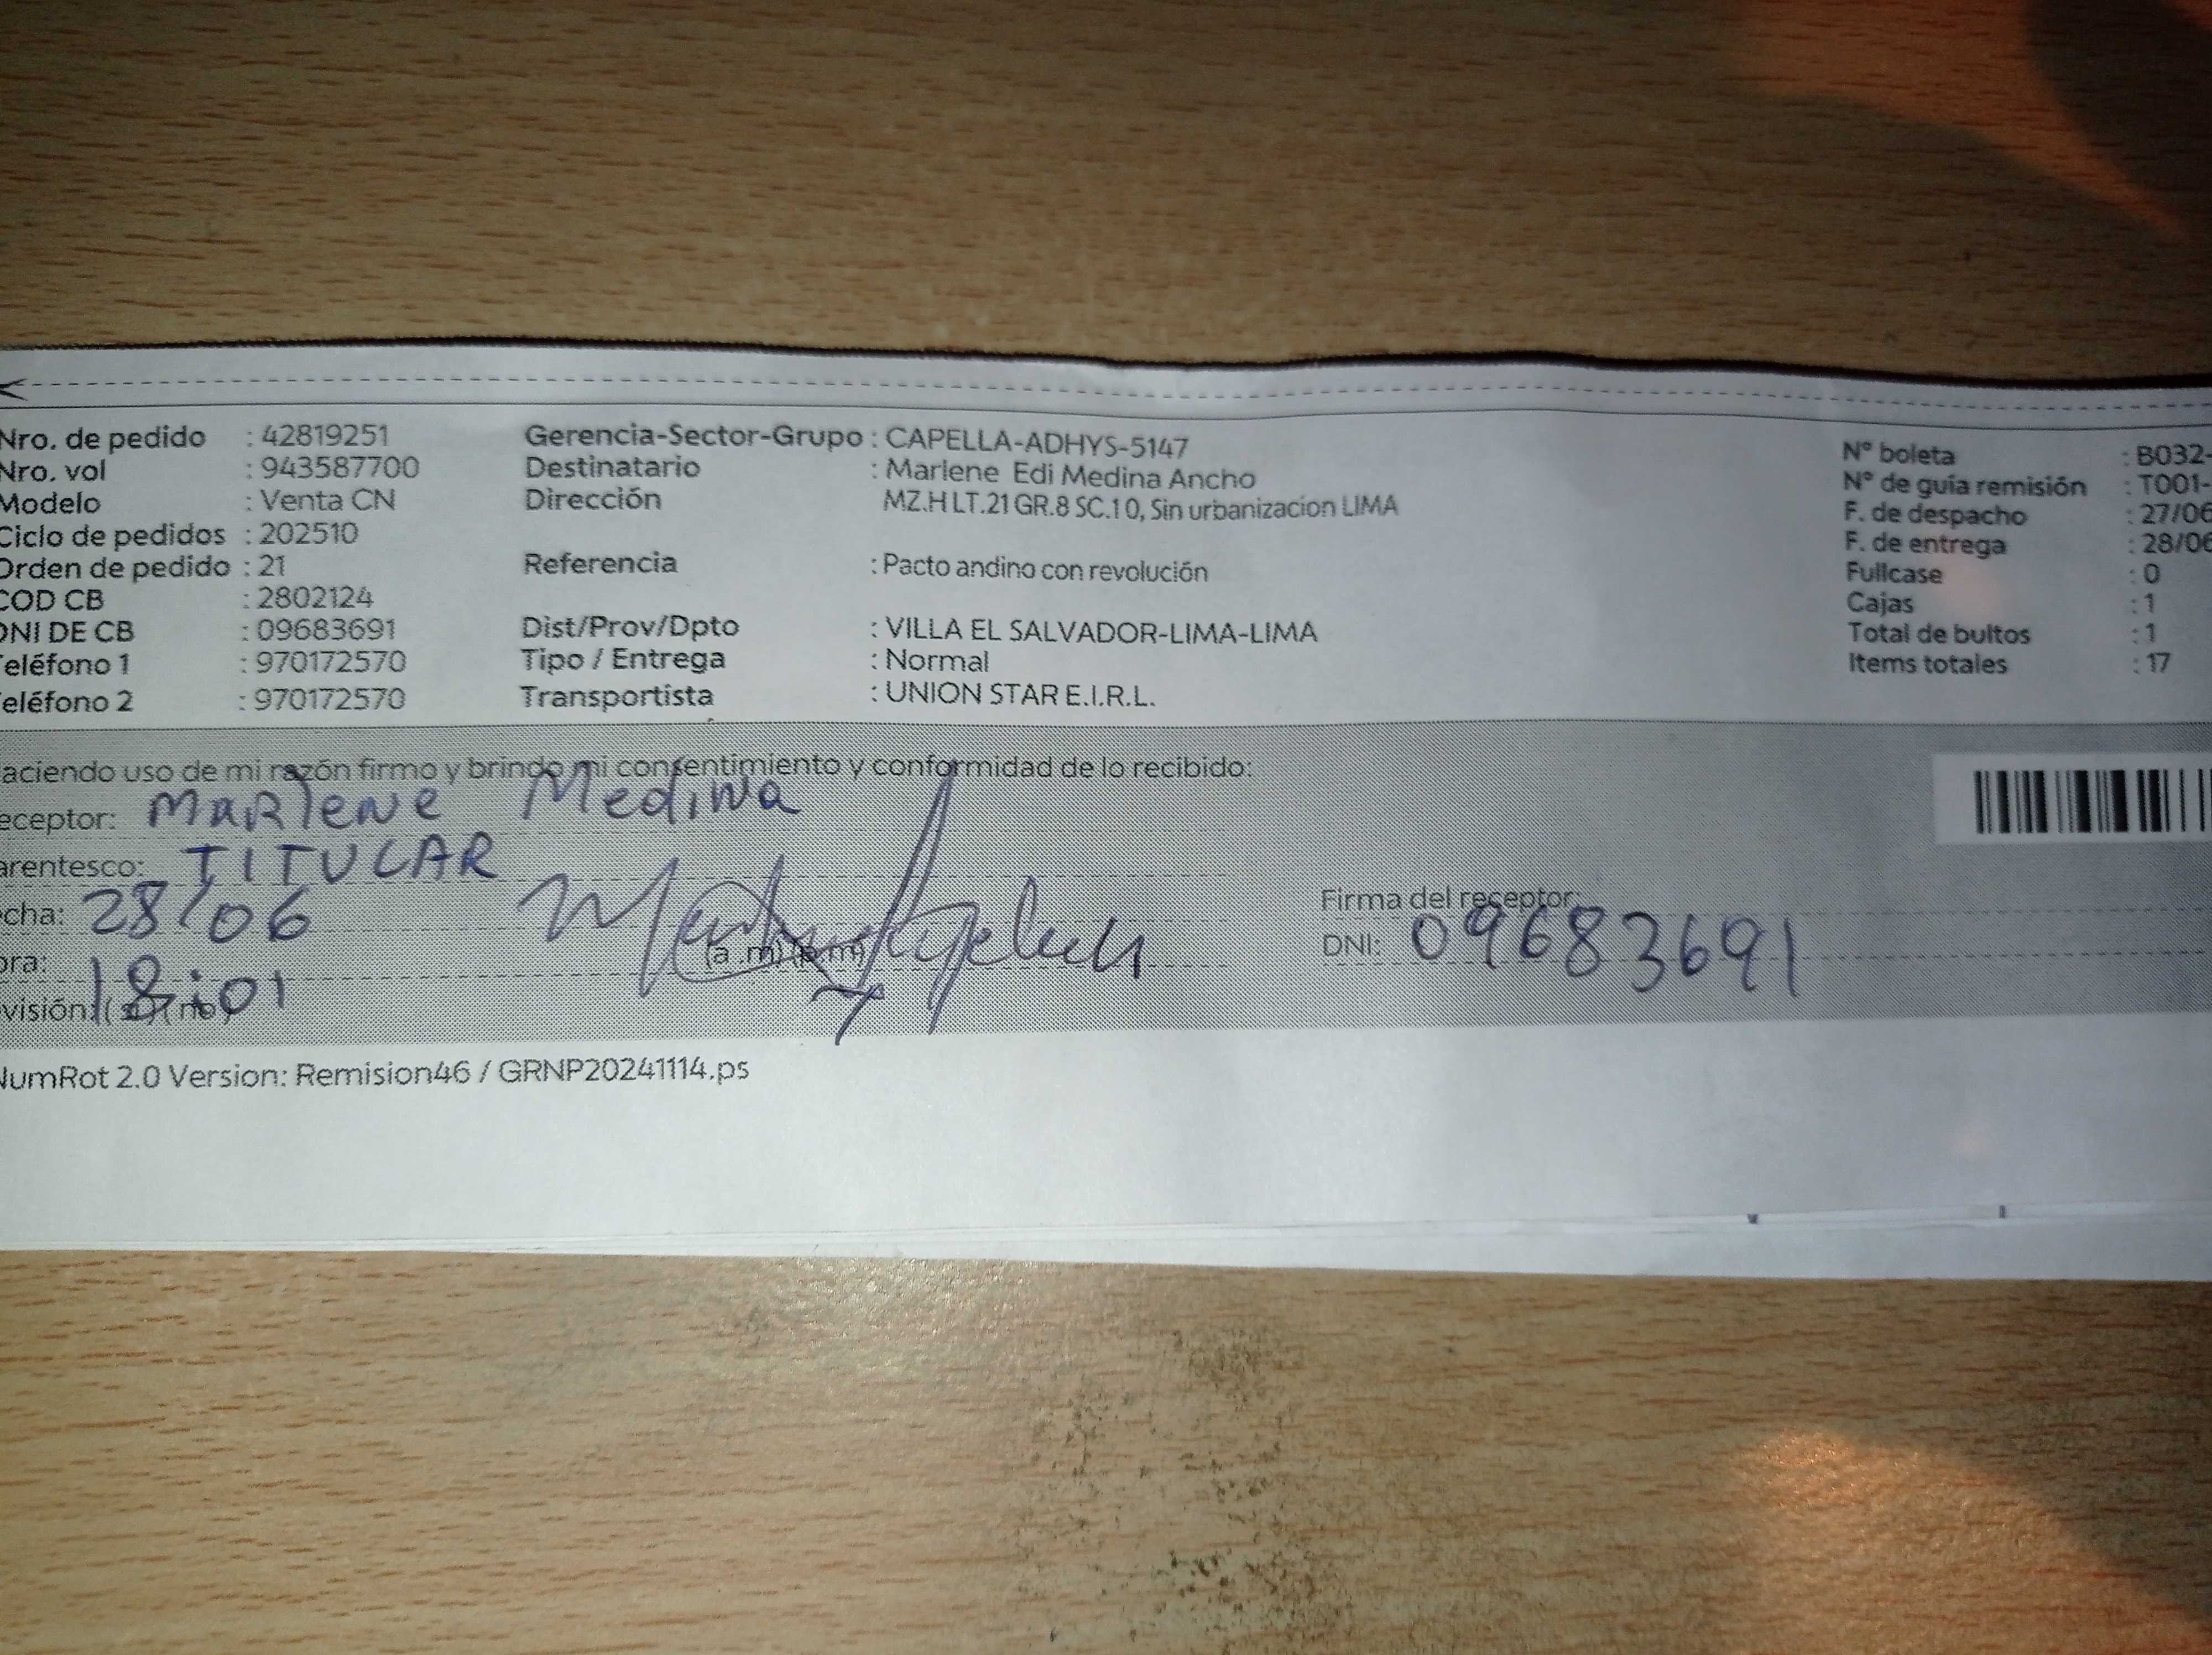 Nro. de pedido : 42819251 Gerencia-Sector-Grupo : CAPELLA-ADHYS-5147 N° boleta : B032-
Nro. vol : 943587700 Destinatario : Marlene Edi Medina Ancho N° de guía remisión : T001-
Modelo : Venta CN Dirección MZ.H LT.21 GR.8 SC.10, Sin urbanizacion LIMA F. de despacho : 27/06
Ciclo de pedidos : 202510 F. de entrega : 28/06
Orden de pedido : 21 Referencia : Pacto andino con revolución Fullcase : 0
COD CB : 2802124 Cajas : 1
DNI DE CB : 09683691 Dist/Prov/Dpto : VILLA EL SALVADOR-LIMA-LIMA Total de bultos : 1
Teléfono 1 : 970172570 Tipo / Entrega : Normal Items totales : 17
eléfono 2 : 970172570 Transportista : UNION STAR E.I.R.L.
aciendo uso de mi razón firmo y brindo mi consentimiento y conformidad de lo recibido:
eceptor: Marlene Medina
arentesco: TITULAR
cha: 28/06 Firma del receptor:
ora: 18:01 (a .m) (p.m) DNI: 09683691
visión: (si) (no)
NumRot 2.0 Version: Remision46 / GRNP20241114.ps